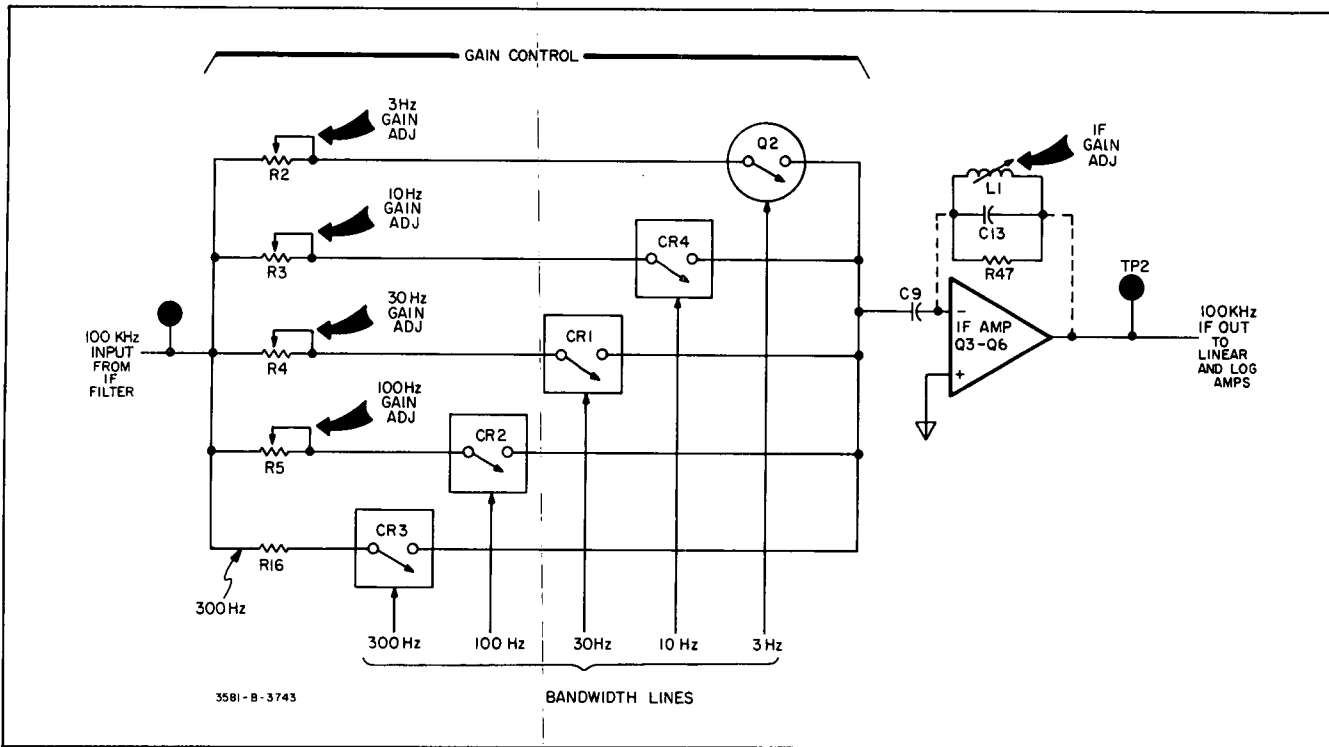 GAIN CONTROL
3Hz
GAIN
ADJ
R2
Q2
IF
GAIN
ADJ
L1
C13
R47
10Hz
GAIN
ADJ
R3
CR4
30Hz
GAIN
ADJ
R4
CR1
100 KHz
INPUT
FROM
IF
FILTER
C9
-
+
IF AMP
Q3-Q6
TP2
100KHz
IF OUT
TO
LINEAR
AND LOG
AMPS
100Hz
GAIN
ADJ
R5
CR2
R16
CR3
300Hz
300 Hz
100 Hz
30Hz
10 Hz
3 Hz
BANDWIDTH LINES
3581-B-3743